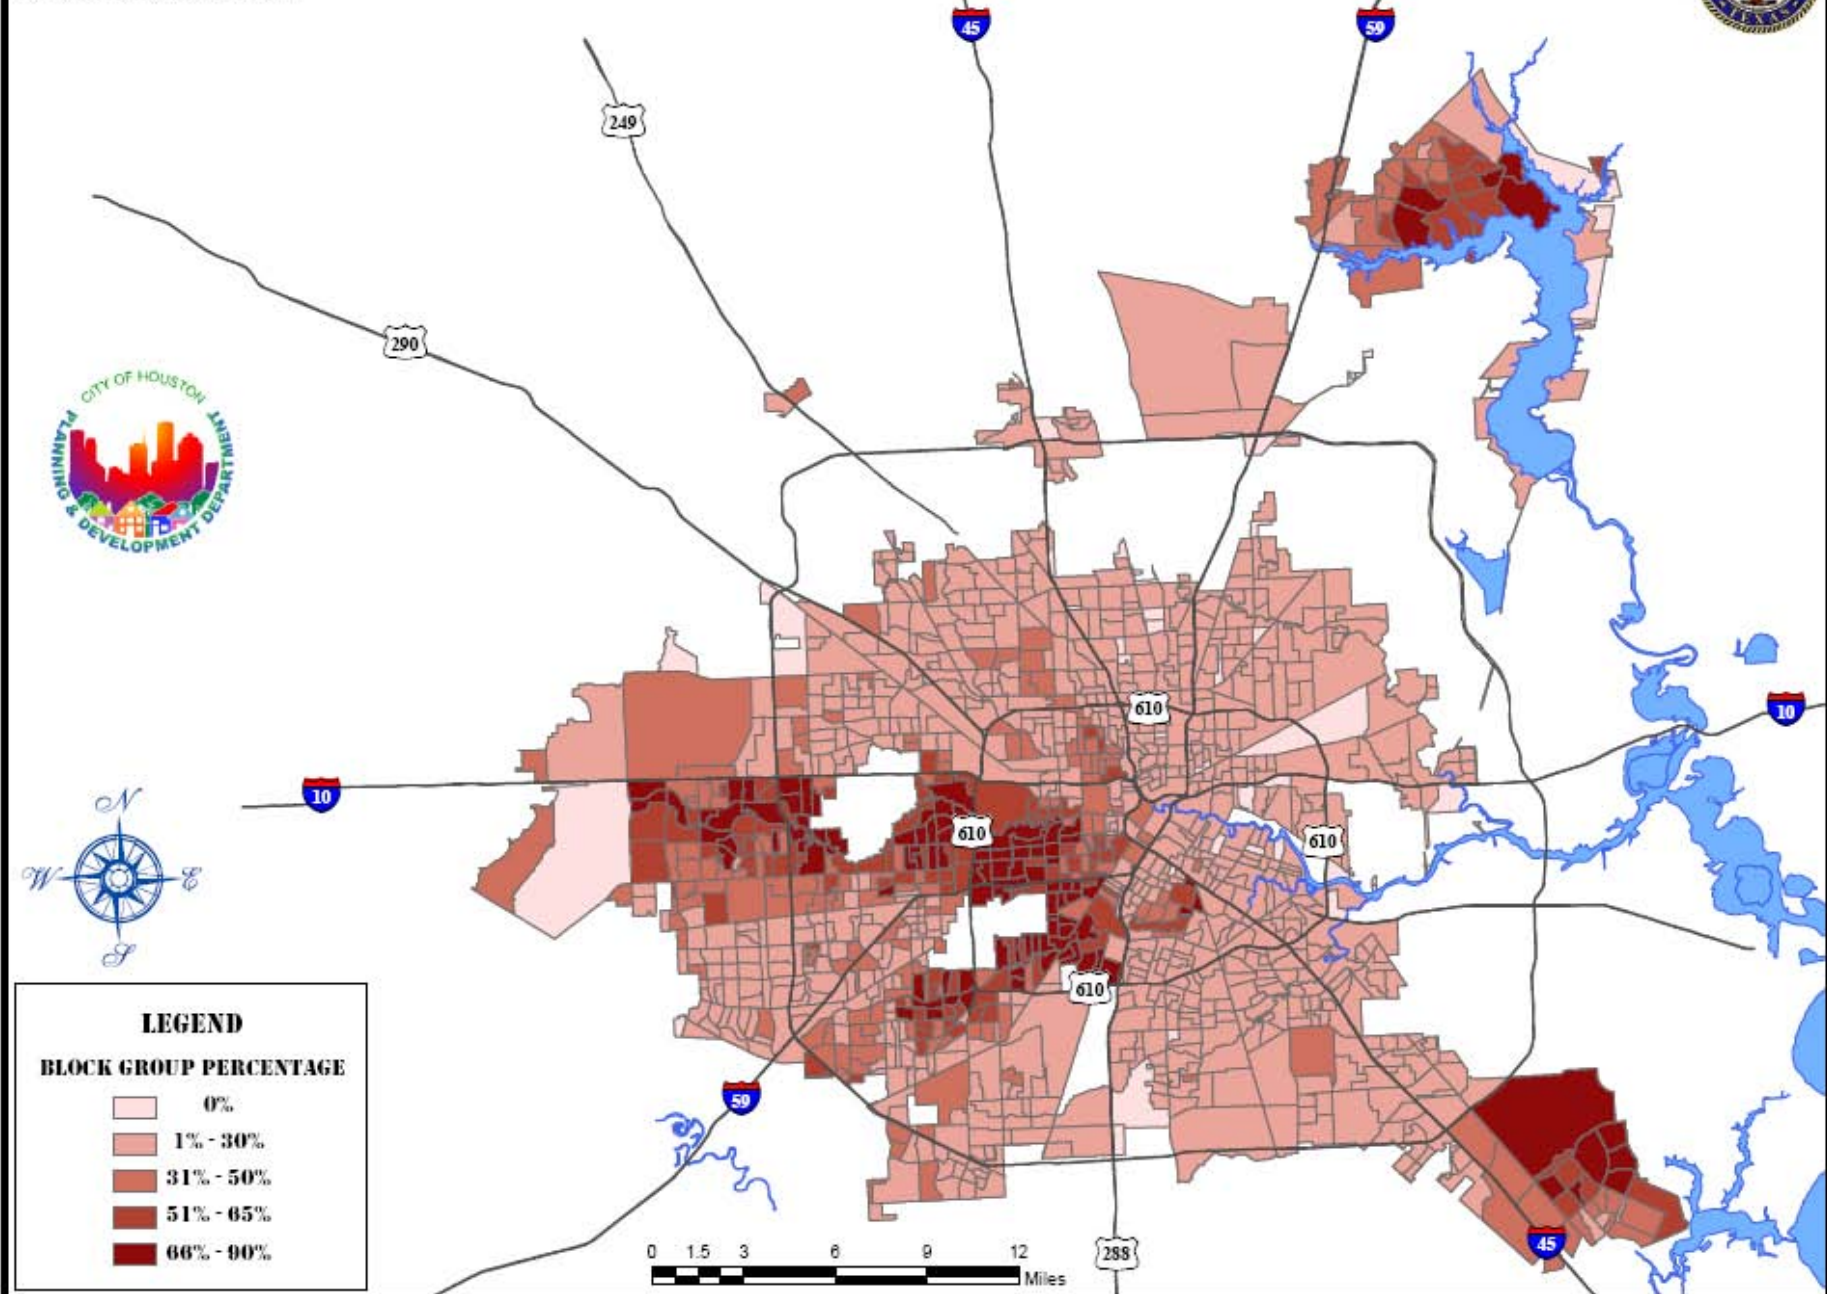 45
59
TEXAS
249
290
CITY OF HOUSTON
PLANNING & DEVELOPMENT DEPARTMENT
610
10
10
610
610
N
W
E
S
610
LEGEND
BLOCK GROUP PERCENTAGE
0%
1% - 30%
31% - 50%
51% - 65%
66% - 90%
59
45
288
0 1.5 3 6 9 12
Miles